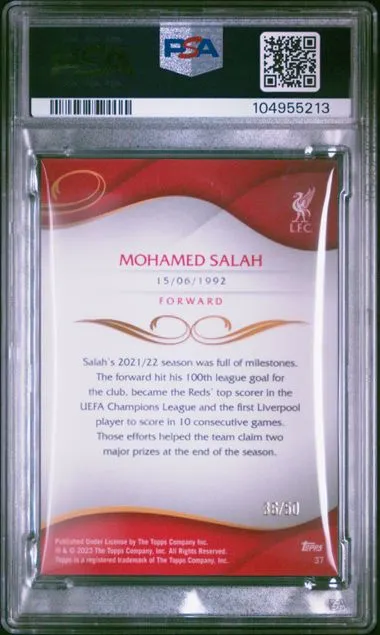 PSA
104955213
L.F.C.
MOHAMED SALAH
15/06/1992
FORWARD
Salah's 2021/22 season was full of milestones.
The forward hit his 100th league goal for
the club, became the Reds' top scorer in the
UEFA Champions League and the first Liverpool
player to score in 10 consecutive games.
Those efforts helped the team claim two
major prizes at the end of the season.
/50
Published Under License by The Topps Company Inc.
® & © 2023 The Topps Company, Inc. All Rights Reserved.
Topps is a registered trademark of The Topps Company, Inc.
Topps
37